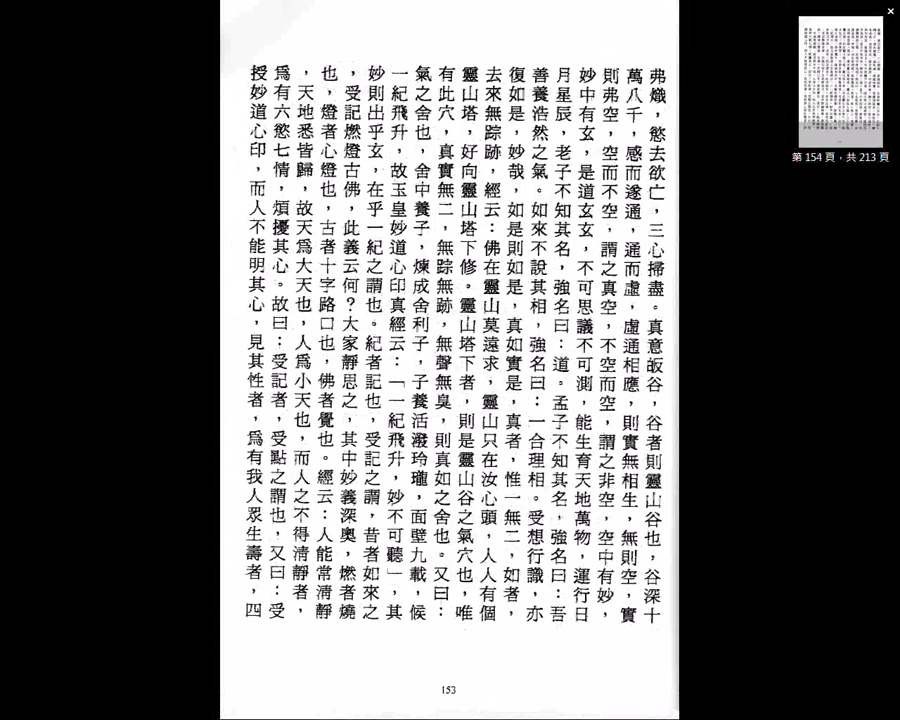 弗熾，慾去欲亡，三心掃盡。真意皈谷，谷者則靈山谷也，谷深十
萬八千，感而遂通，通而虛，虛通相應，則實無相生，無則空，實
則弗空，空而不空，謂之真空，不空而空，謂之非空，空中有妙，
妙中有玄，是道玄玄，不可思議不可測，能生育天地萬物，運行日
月星辰，老子不知其名，強名曰：道。孟子不知其名，強名曰：吾
善養浩然之氣。如來不說其相，強名曰：一合理相。受想行識，亦
復如是，妙哉，如是則如是，真如實是，真者，惟一無二，如者，
去來無踪跡，經云：佛在靈山莫遠求，靈山只在汝心頭，人人有個
靈山塔，好向靈山塔下修。靈山塔下者，則是靈山谷之氣穴也，唯
有此穴，真實無二，無踪無跡，無聲無臭，則真如之舍也。又曰：
氣之舍也，舍中養子，煉成舍利子，子養活潑玲瓏，面壁九載，候
一紀飛升，故玉皇妙道心印真經云：「一紀飛升，妙不可聽」，其
妙則出乎玄，在乎一紀之謂也。紀者記也，受記之謂，昔者如來之
，受記燃燈古佛，此義云何？大家靜思之，其中妙義深奧，燃者燒
也，燈者心燈也，古者十字路口也，佛者覺也。經云：人能常清靜
，天地悉皆歸，故天為大天也，人為小天也，而人之不得清靜者，
為有六慾七情，煩擾其心。故曰：受記者，受點之謂也，又曰：受
授妙道心印，而人不能明其心，見其性者，為有我人眾生壽者，四
153
第 154 頁，共 213 頁